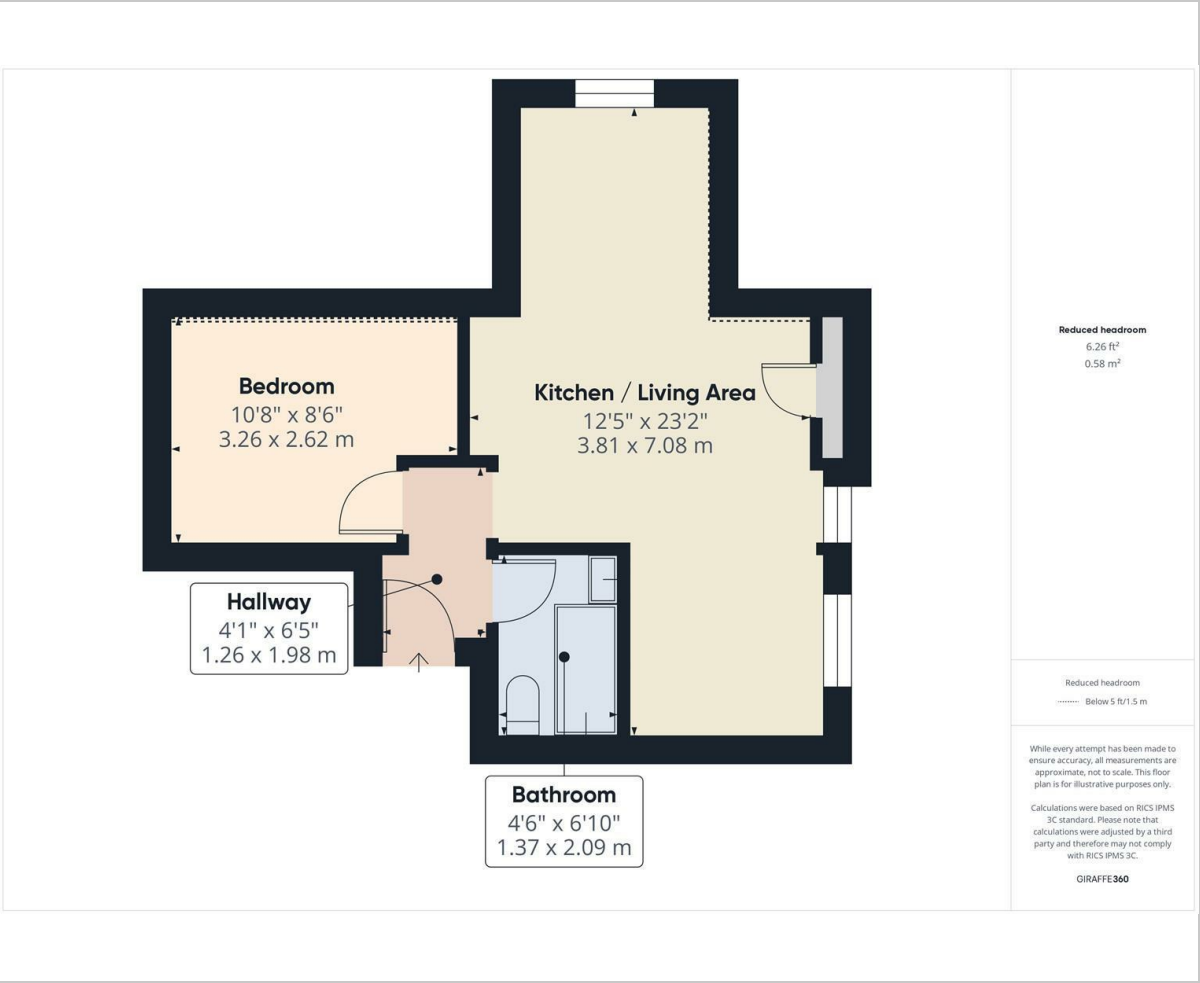 Bedroom
10'8" x 8'6"
3.26 x 2.62 m
Kitchen / Living Area
12'5" x 23'2"
3.81 x 7.08 m
Hallway
4'1" x 6'5"
1.26 x 1.98 m
Bathroom
4'6" x 6'10"
1.37 x 2.09 m
Reduced headroom
6.26 ft²
0.58 m²
Reduced headroom
Below 5 ft/1.5 m
While every attempt has been made to
ensure accuracy, all measurements are
approximate, not to scale. This floor
plan is for illustrative purposes only.
Calculations were based on RICS IPMS
3C standard. Please note that
calculations were adjusted by a third
party and therefore may not comply
with RICS IPMS 3C.
GIRAFFE360